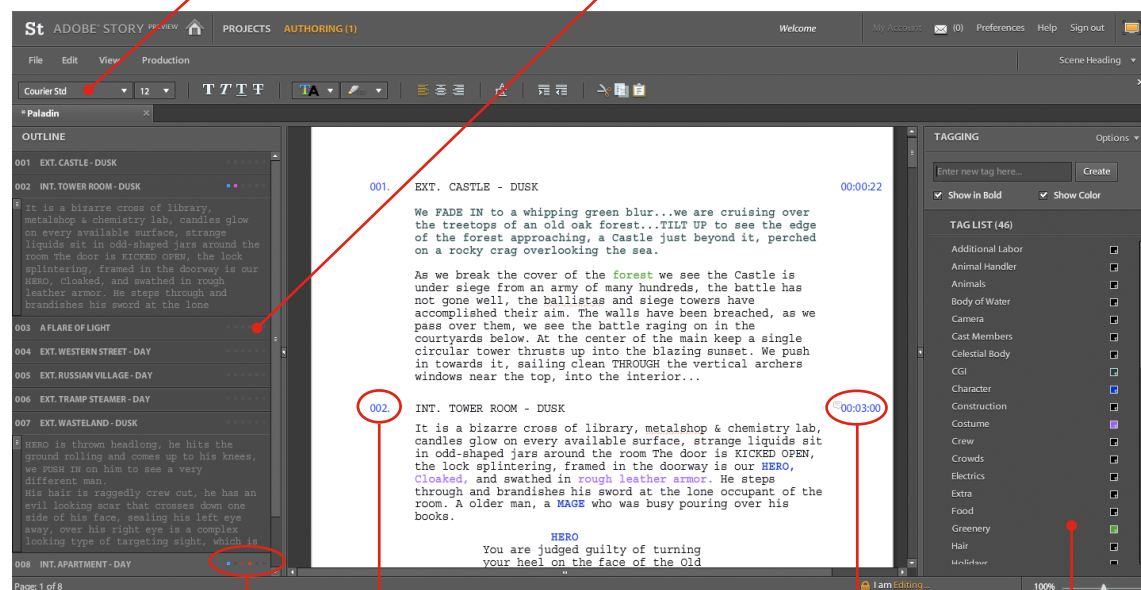 St ADOBE® STORY PREVIEW PROJECTS AUTHORING (1) Welcome My Account (0) Preferences Help Sign out
File Edit View Production Scene Heading
Courier Std 12 T T T T TA
* Paladin ×
OUTLINE
001 EXT. CASTLE - DUSK
002 INT. TOWER ROOM - DUSK
It is a bizarre cross of library,
metalshop & chemistry lab, candles glow
on every available surface, strange
liquids sit in odd-shaped jars around the
room The door is KICKED OPEN, the lock
splintering, framed in the doorway is our
HERO, Cloaked, and swathed in rough
leather armor. He steps through and
brandishes his sword at the lone
003 A FLARE OF LIGHT
004 EXT. WESTERN STREET - DAY
005 EXT. RUSSIAN VILLAGE - DAY
006 EXT. TRAMP STEAMER - DAY
007 EXT. WASTELAND - DUSK
HERO is thrown headlong, he hits the
ground rolling and comes up to his knees,
we PUSH IN on him to see a very
different man.
His hair is raggedly crew cut, he has an
evil looking scar that crosses down one
side of his face, sealing his left eye
away, over his right eye is a complex
looking type of targeting sight, which is
008 INT. APARTMENT - DAY
Page: 1 of 8
001. EXT. CASTLE - DUSK 00:00:22
We FADE IN to a whipping green blur...we are cruising over
the treetops of an old oak forest...TILT UP to see the edge
of the forest approaching, a Castle just beyond it, perched
on a rocky crag overlooking the sea.
As we break the cover of the forest we see the Castle is
under siege from an army of many hundreds, the battle has
not gone well, the ballistas and siege towers have
accomplished their aim. The walls have been breached, as we
pass over them, we see the battle raging on in the
courtyards below. At the center of the main keep a single
circular tower thrusts up into the blazing sunset. We push
in towards it, sailing clean THROUGH the vertical archers
windows near the top, into the interior...
002. INT. TOWER ROOM - DUSK 00:03:00
It is a bizarre cross of library, metalshop & chemistry lab,
candles glow on every available surface, strange liquids sit
in odd-shaped jars around the room The door is KICKED OPEN,
the lock splintering, framed in the doorway is our HERO,
Cloaked, and swathed in rough leather armor. He steps
through and brandishes his sword at the lone occupant of the
room. A older man, a MAGE who was busy pouring over his
books.
HERO
You are judged guilty of turning
your heel on the face of the Old
I am Editing...
TAGGING Options
Enter new tag here... Create
Show in Bold Show Color
TAG LIST (46)
Additional Labor
Animal Handler
Animals
Body of Water
Camera
Cast Members
Celestial Body
CGI
Character
Construction
Costume
Crew
Crowds
Electrics
Extra
Food
Greenery
Hair
Holidays
100%